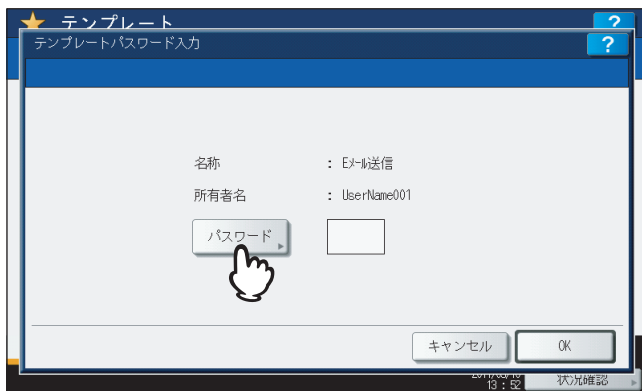 テンプレート ?
テンプレートパスワード入力 ?
名称 : Eメール送信
所有者名 : UserName001
パスワード
キャンセル OK
13:52 状況確認